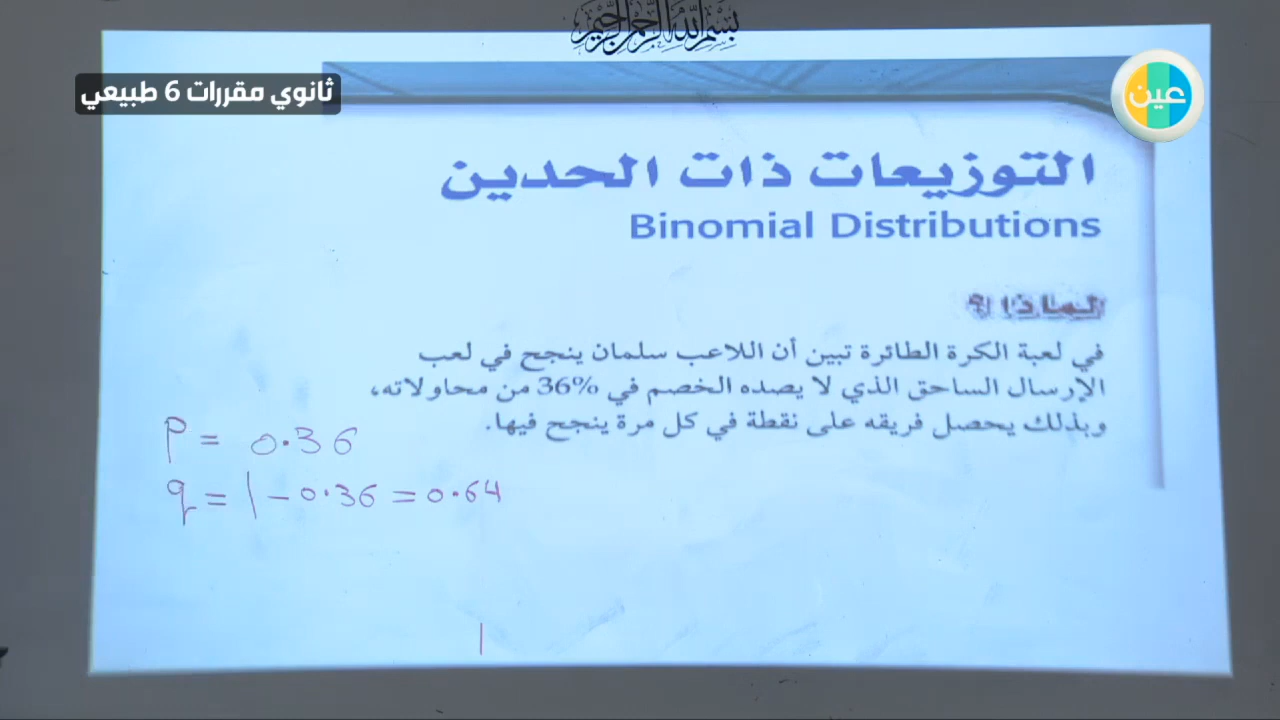 بسم الله الرحمن الرحيم
ثانوي مقررات 6 طبيعي
عين
التوزيعات ذات الحدين
Binomial Distributions
لماذا ؟
في لعبة الكرة الطائرة تبين أن اللاعب سلمان ينجح في لعب
الإرسال الساحق الذي لا يصده الخصم في 36% من محاولاته،
وبذلك يحصل فريقه على نقطة في كل مرة ينجح فيها.
P = 0.36
q = 1 - 0.36 = 0.64